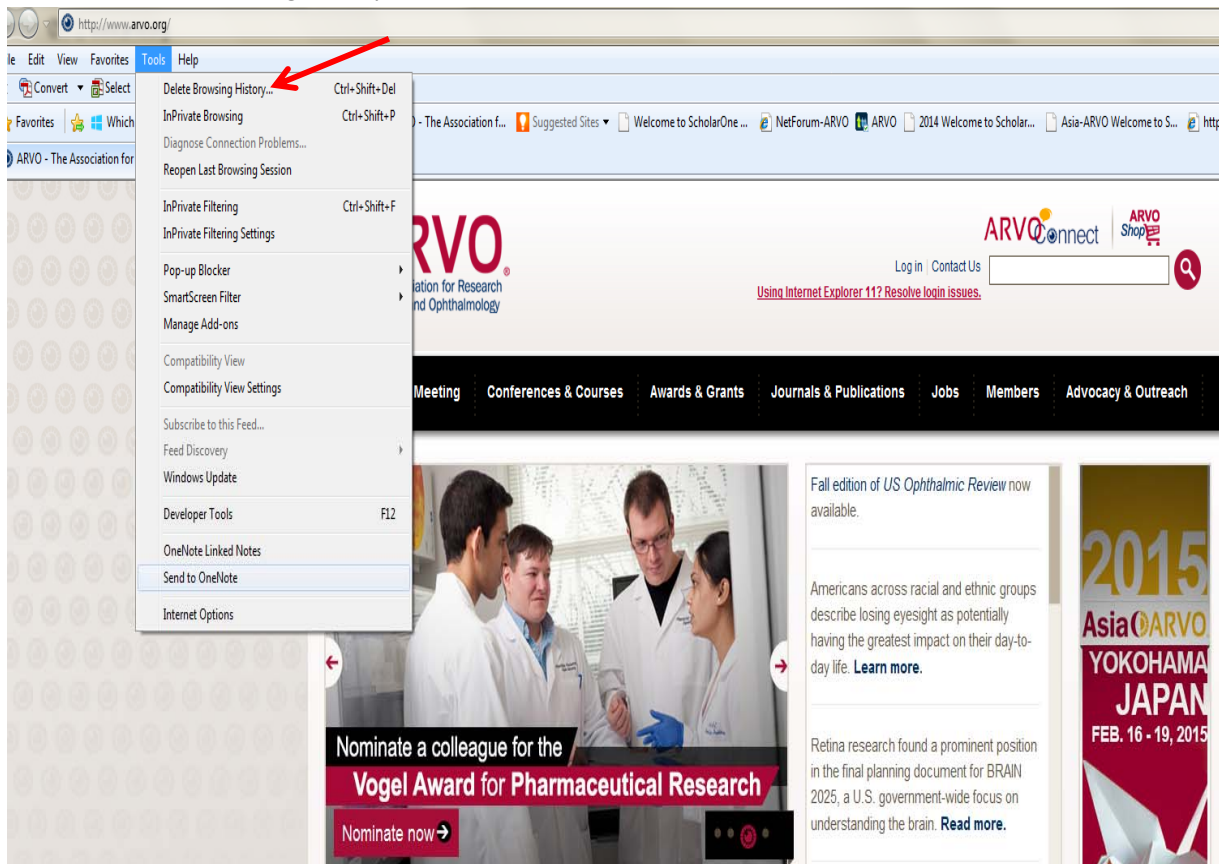 http://www.arvo.org/
Edit View Favorites Tools Help
Convert Select
Favorites Which
- The Association f... Suggested Sites Welcome to ScholarOne ... NetForum-ARVO ARVO 2014 Welcome to Scholar... Asia-ARVO Welcome to S... http
ARVO - The Association for
Delete Browsing History... Ctrl+Shift+Del
InPrivate Browsing Ctrl+Shift+P
Diagnose Connection Problems...
Reopen Last Browsing Session
InPrivate Filtering Ctrl+Shift+F
InPrivate Filtering Settings
Pop-up Blocker
SmartScreen Filter
Manage Add-ons
Compatibility View
Compatibility View Settings
Subscribe to this Feed...
Feed Discovery
Windows Update
Developer Tools F12
OneNote Linked Notes
Send to OneNote
Internet Options
RVO®
iation for Research
nd Ophthalmology
ARVOConnect
ARVO
Shop
Log in | Contact Us
Using Internet Explorer 11? Resolve login issues.
Meeting Conferences & Courses Awards & Grants Journals & Publications Jobs Members Advocacy & Outreach
Nominate a colleague for the
Vogel Award for Pharmaceutical Research
Nominate now
Fall edition of US Ophthalmic Review now
available.
Americans across racial and ethnic groups
describe losing eyesight as potentially
having the greatest impact on their day-to-
day life. Learn more.
Retina research found a prominent position
in the final planning document for BRAIN
2025, a U.S. government-wide focus on
understanding the brain. Read more.
2015
Asia ARVO
YOKOHAMA
JAPAN
FEB. 16 - 19, 2015